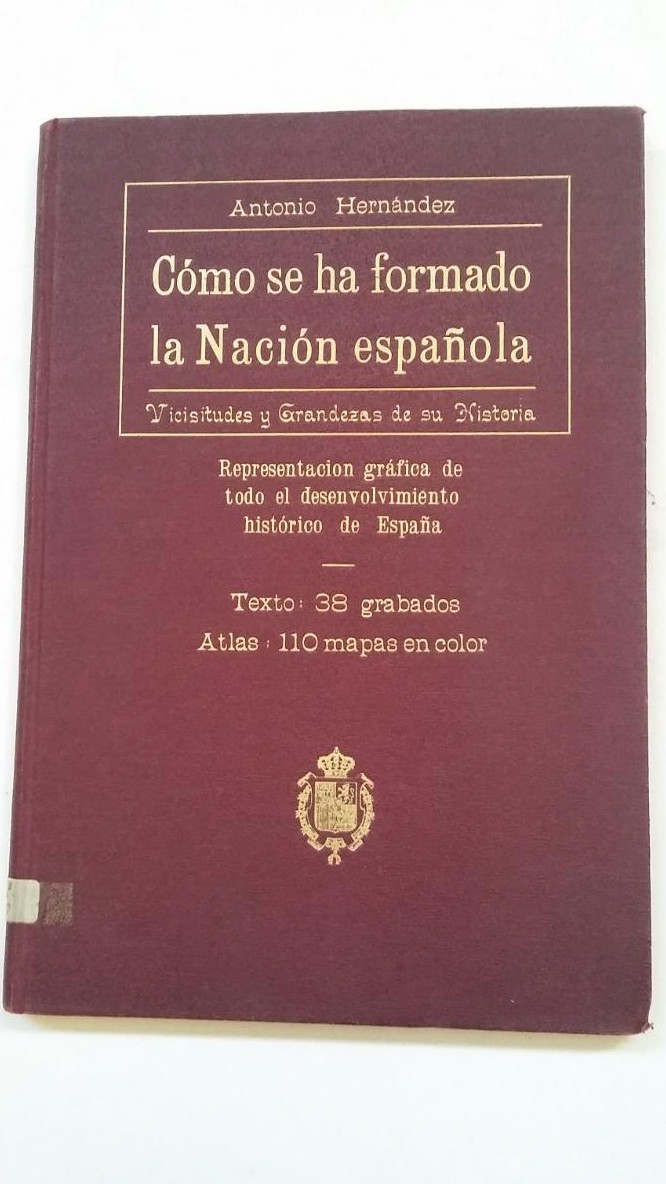 Antonio Hernández
Cómo se ha formado
la Nación española
Vicisitudes y Grandezas de su Historia
Representacion gráfica de
todo el desenvolvimiento
histórico de España
—
Texto: 38 grabados
Atlas: 110 mapas en color